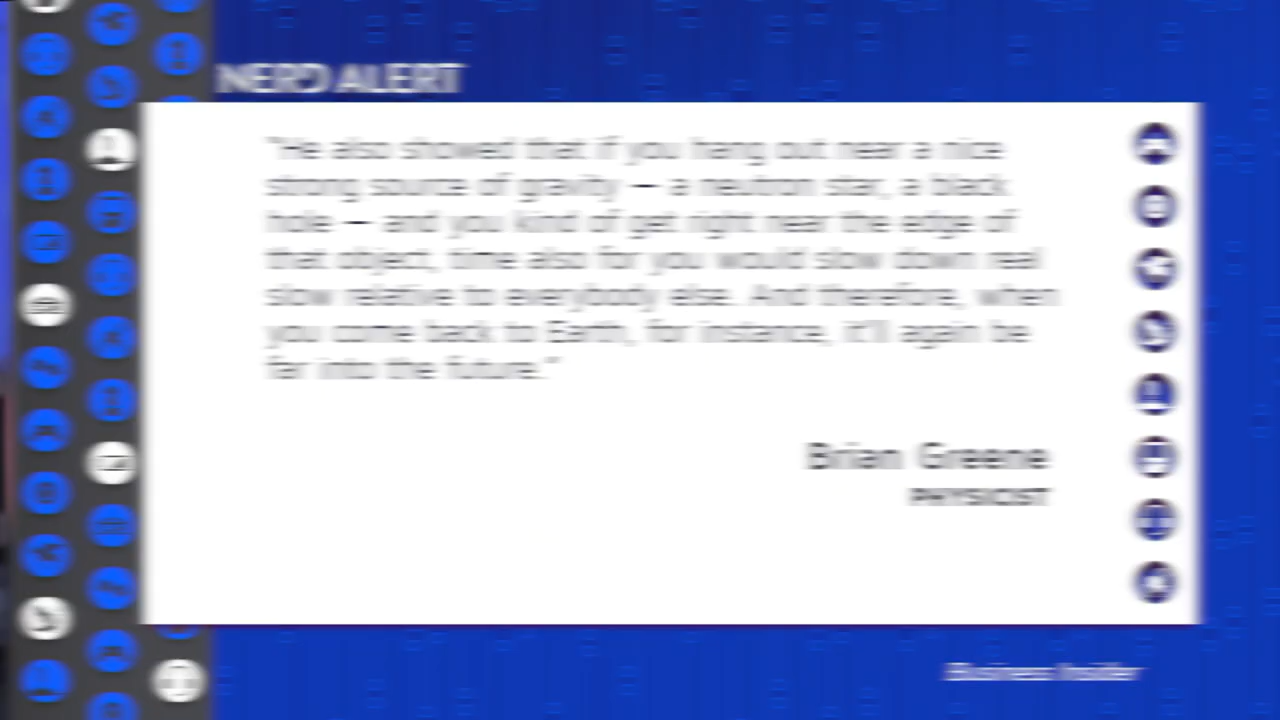 NERD ALERT
"He also showed that if you hang out near a nice
strong source of gravity — a neutron star, a black
hole — and you kind of get right near the edge of
that object, time also for you would slow down real
slow relative to everybody else. And therefore, when
you come back to Earth, for instance, it'll again be
far into the future."
Brian Greene
PHYSICIST
Business Insider